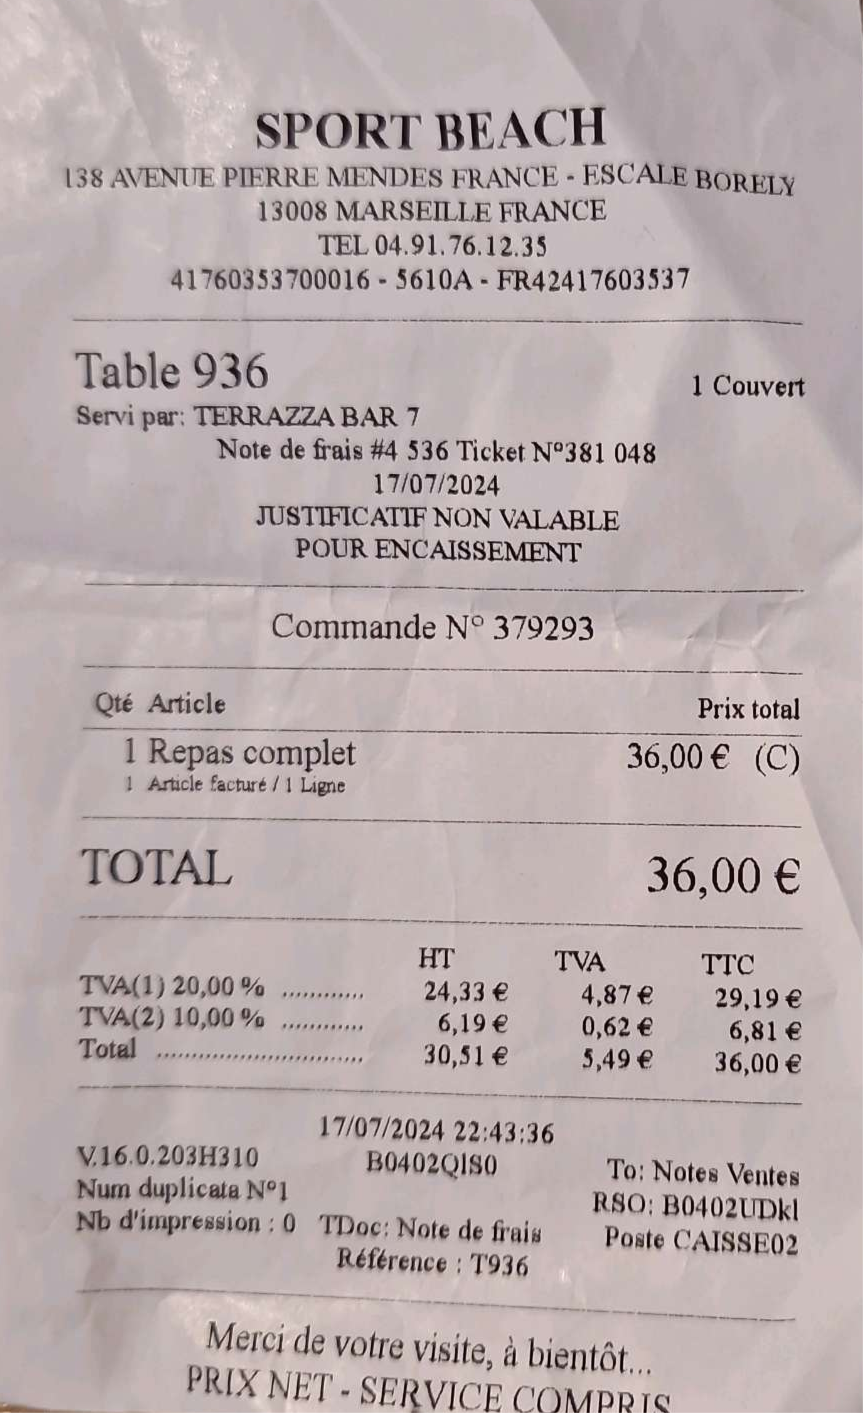 SPORT BEACH
138 AVENUE PIERRE MENDES FRANCE - ESCALE BORELY
13008 MARSEILLE FRANCE
TEL 04.91.76.12.35
41760353700016 - 5610A - FR42417603537
Table 936 1 Couvert
Servi par: TERRAZZA BAR 7
Note de frais #4 536 Ticket N°381 048
17/07/2024
JUSTIFICATIF NON VALABLE
POUR ENCAISSEMENT
Commande N° 379293
Qté Article Prix total
1 Repas complet 36,00 € (C)
1 Article facturé / 1 Ligne
TOTAL 36,00 €
HT TVA TTC
TVA(1) 20,00 % ............ 24,33 € 4,87 € 29,19 €
TVA(2) 10,00 % ............ 6,19 € 0,62 € 6,81 €
Total .............................. 30,51 € 5,49 € 36,00 €
17/07/2024 22:43:36
V.16.0.203H310 B0402QIS0 To: Notes Ventes
Num duplicata N°1 RSO: B0402UDkl
Nb d'impression : 0 TDoc: Note de frais Poste CAISSE02
Référence : T936
Merci de votre visite, à bientôt...
PRIX NET - SERVICE COMPRIS